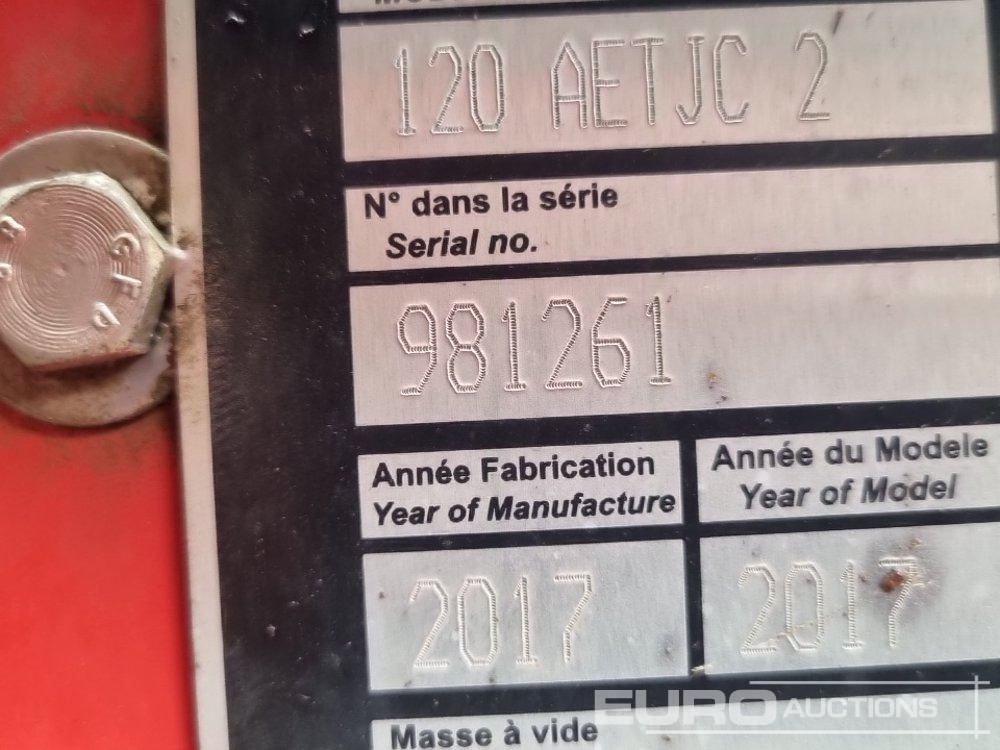 120 AETJC 2
N° dans la série
Serial no.
981261
Année Fabrication
Year of Manufacture
Année du Modele
Year of Model
2017
2017
Masse à vide
EURO AUCTIONS